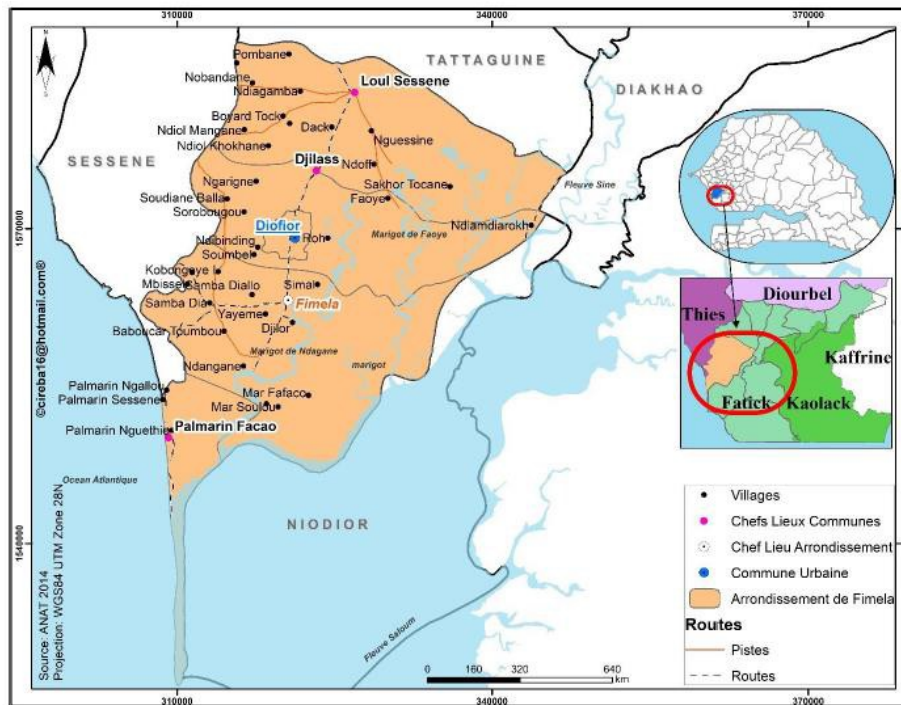 310000
340000
370000
N
Pombane
TATTAGUINE
Nobandane
Ndiagamba
Loul Sessene
DIAKHAO
Boyard Tock
Ndiol Mangane
Dack
Nguessine
Ndiol Khokhane
SESSENE
Djilass
Ndoff
Ngarigne
Sakhor Tocane
Fleuve Sine
Soudiane Balla
Faoye
Sorobougou
Diofior
Ndiamdiarokh
1570000
1570000
Roh
Marigot de Faoye
Ndibinding
Soumbel
Kobongoye
Mbissel
Samba Diallo
Simal
Samba Dia
Fimela
Yayeme
Djilor
Baboucar Toumbou
Marigot de Ndagane
Ndangane
marigot
Palmarin Ngallou
Palmarin Sessene
Mar Fafaco
Mar Soulou
Palmarin Nguethie
Palmarin Facao
Ocean Atlantique
NIODIOR
Fleuve Saloum
1540000
1540000
©cireba16@hotmail.com®
Source: ANAT 2014
Projection: WGS84 UTM Zone 28N
Diourbel
Thies
Kaffrine
Fatick
Kaolack
Villages
Chefs Lieux Communes
Chef Lieu Arrondissement
Commune Urbaine
Arrondissement de Fimela
Routes
Pistes
Routes
0 160 320 640
km
310000
340000
370000